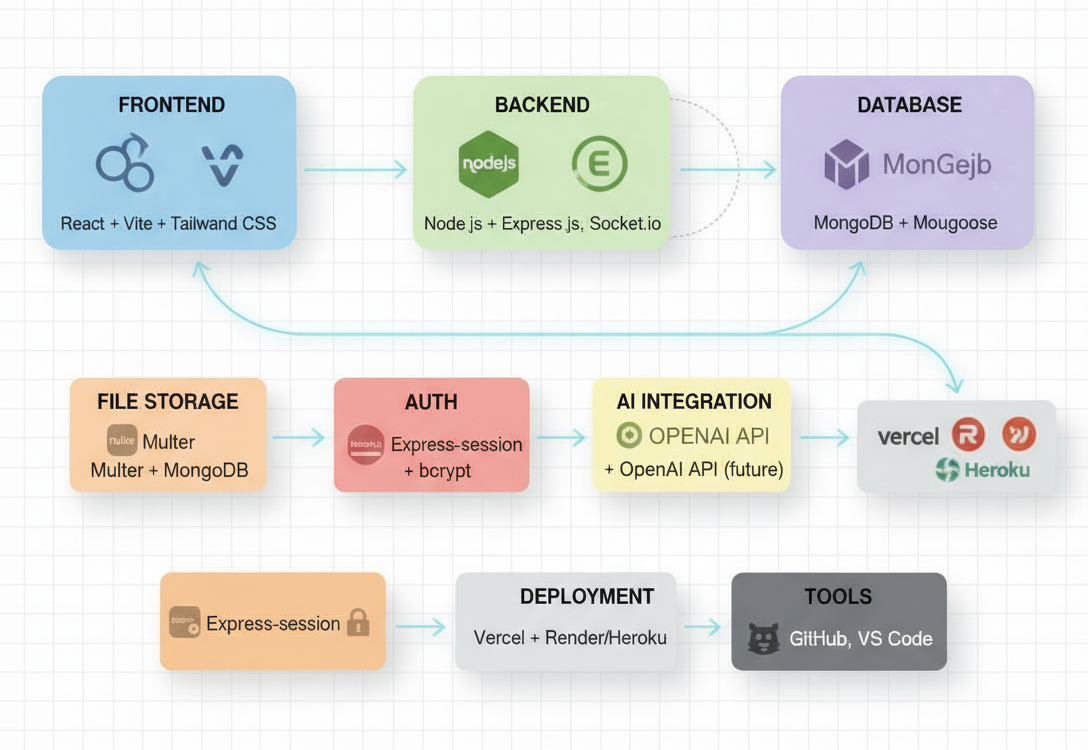 FRONTEND
React + Vite + Tailwand CSS
BACKEND
nodejs
E
Node.js + Express.js, Socket.io
DATABASE
MonGejb
MongoDB + Mougoose
FILE STORAGE
Multer
Multer + MongoDB
AUTH
Express-session
+ bcrypt
AI INTEGRATION
OPENAI API
+ OpenAI API (future)
vercel R
Heroku
Express-session
DEPLOYMENT
Vercel + Render/Heroku
TOOLS
GitHub, VS Code